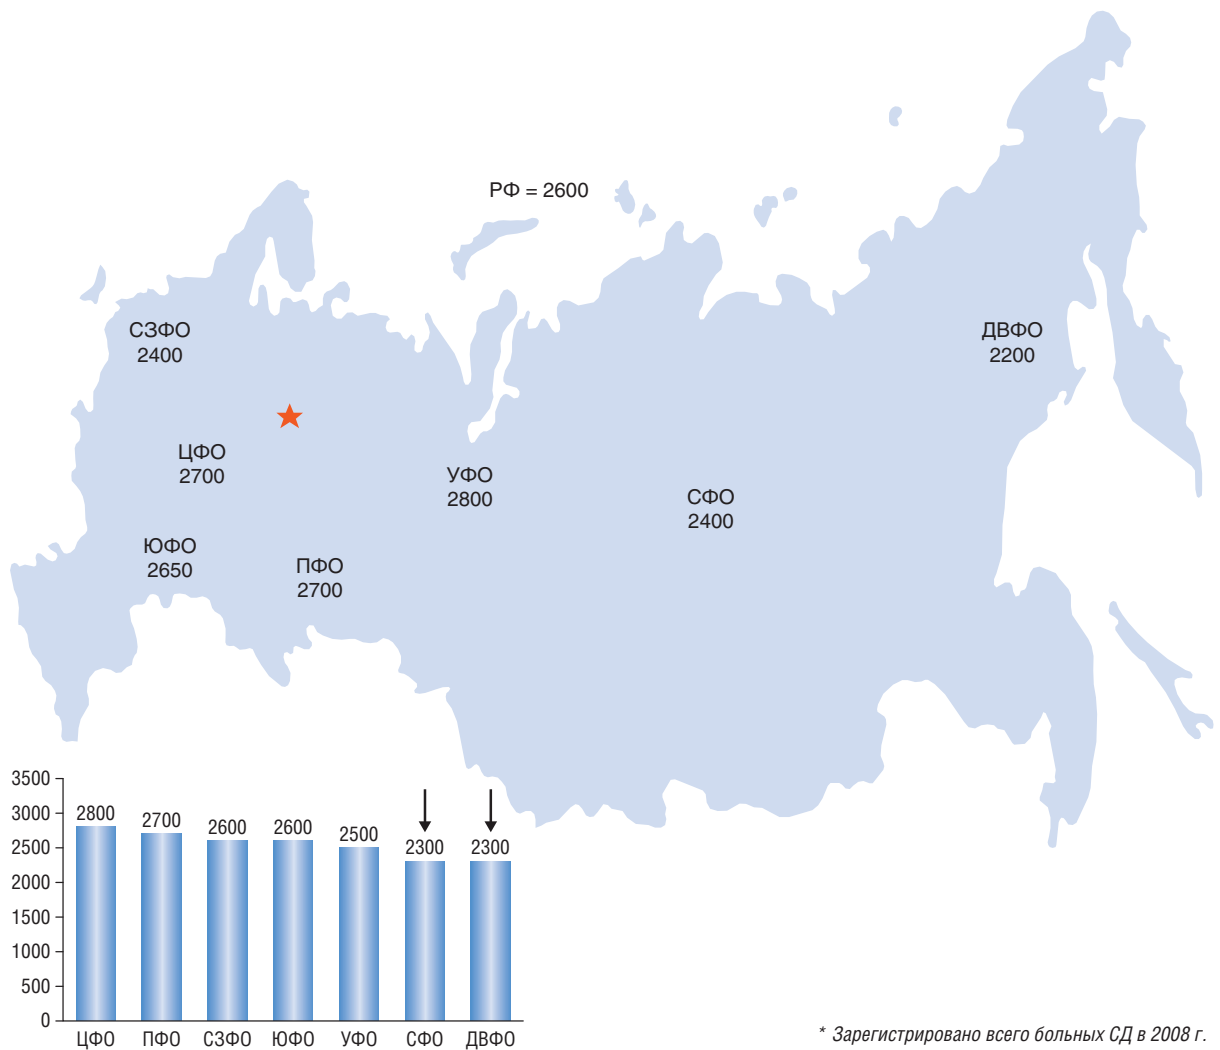 РФ = 2600
СЗФО
2400
ДВФО
2200
ЦФО
2700
УФО
2800
СФО
2400
ЮФО
2650
ПФО
2700
3500
3000
2500
2000
1500
1000
500
0
2800
2700
2600
2600
2500
2300
2300
ЦФО ПФО СЗФО ЮФО УФО СФО ДВФО
* Зарегистрировано всего больных СД в 2008 г.